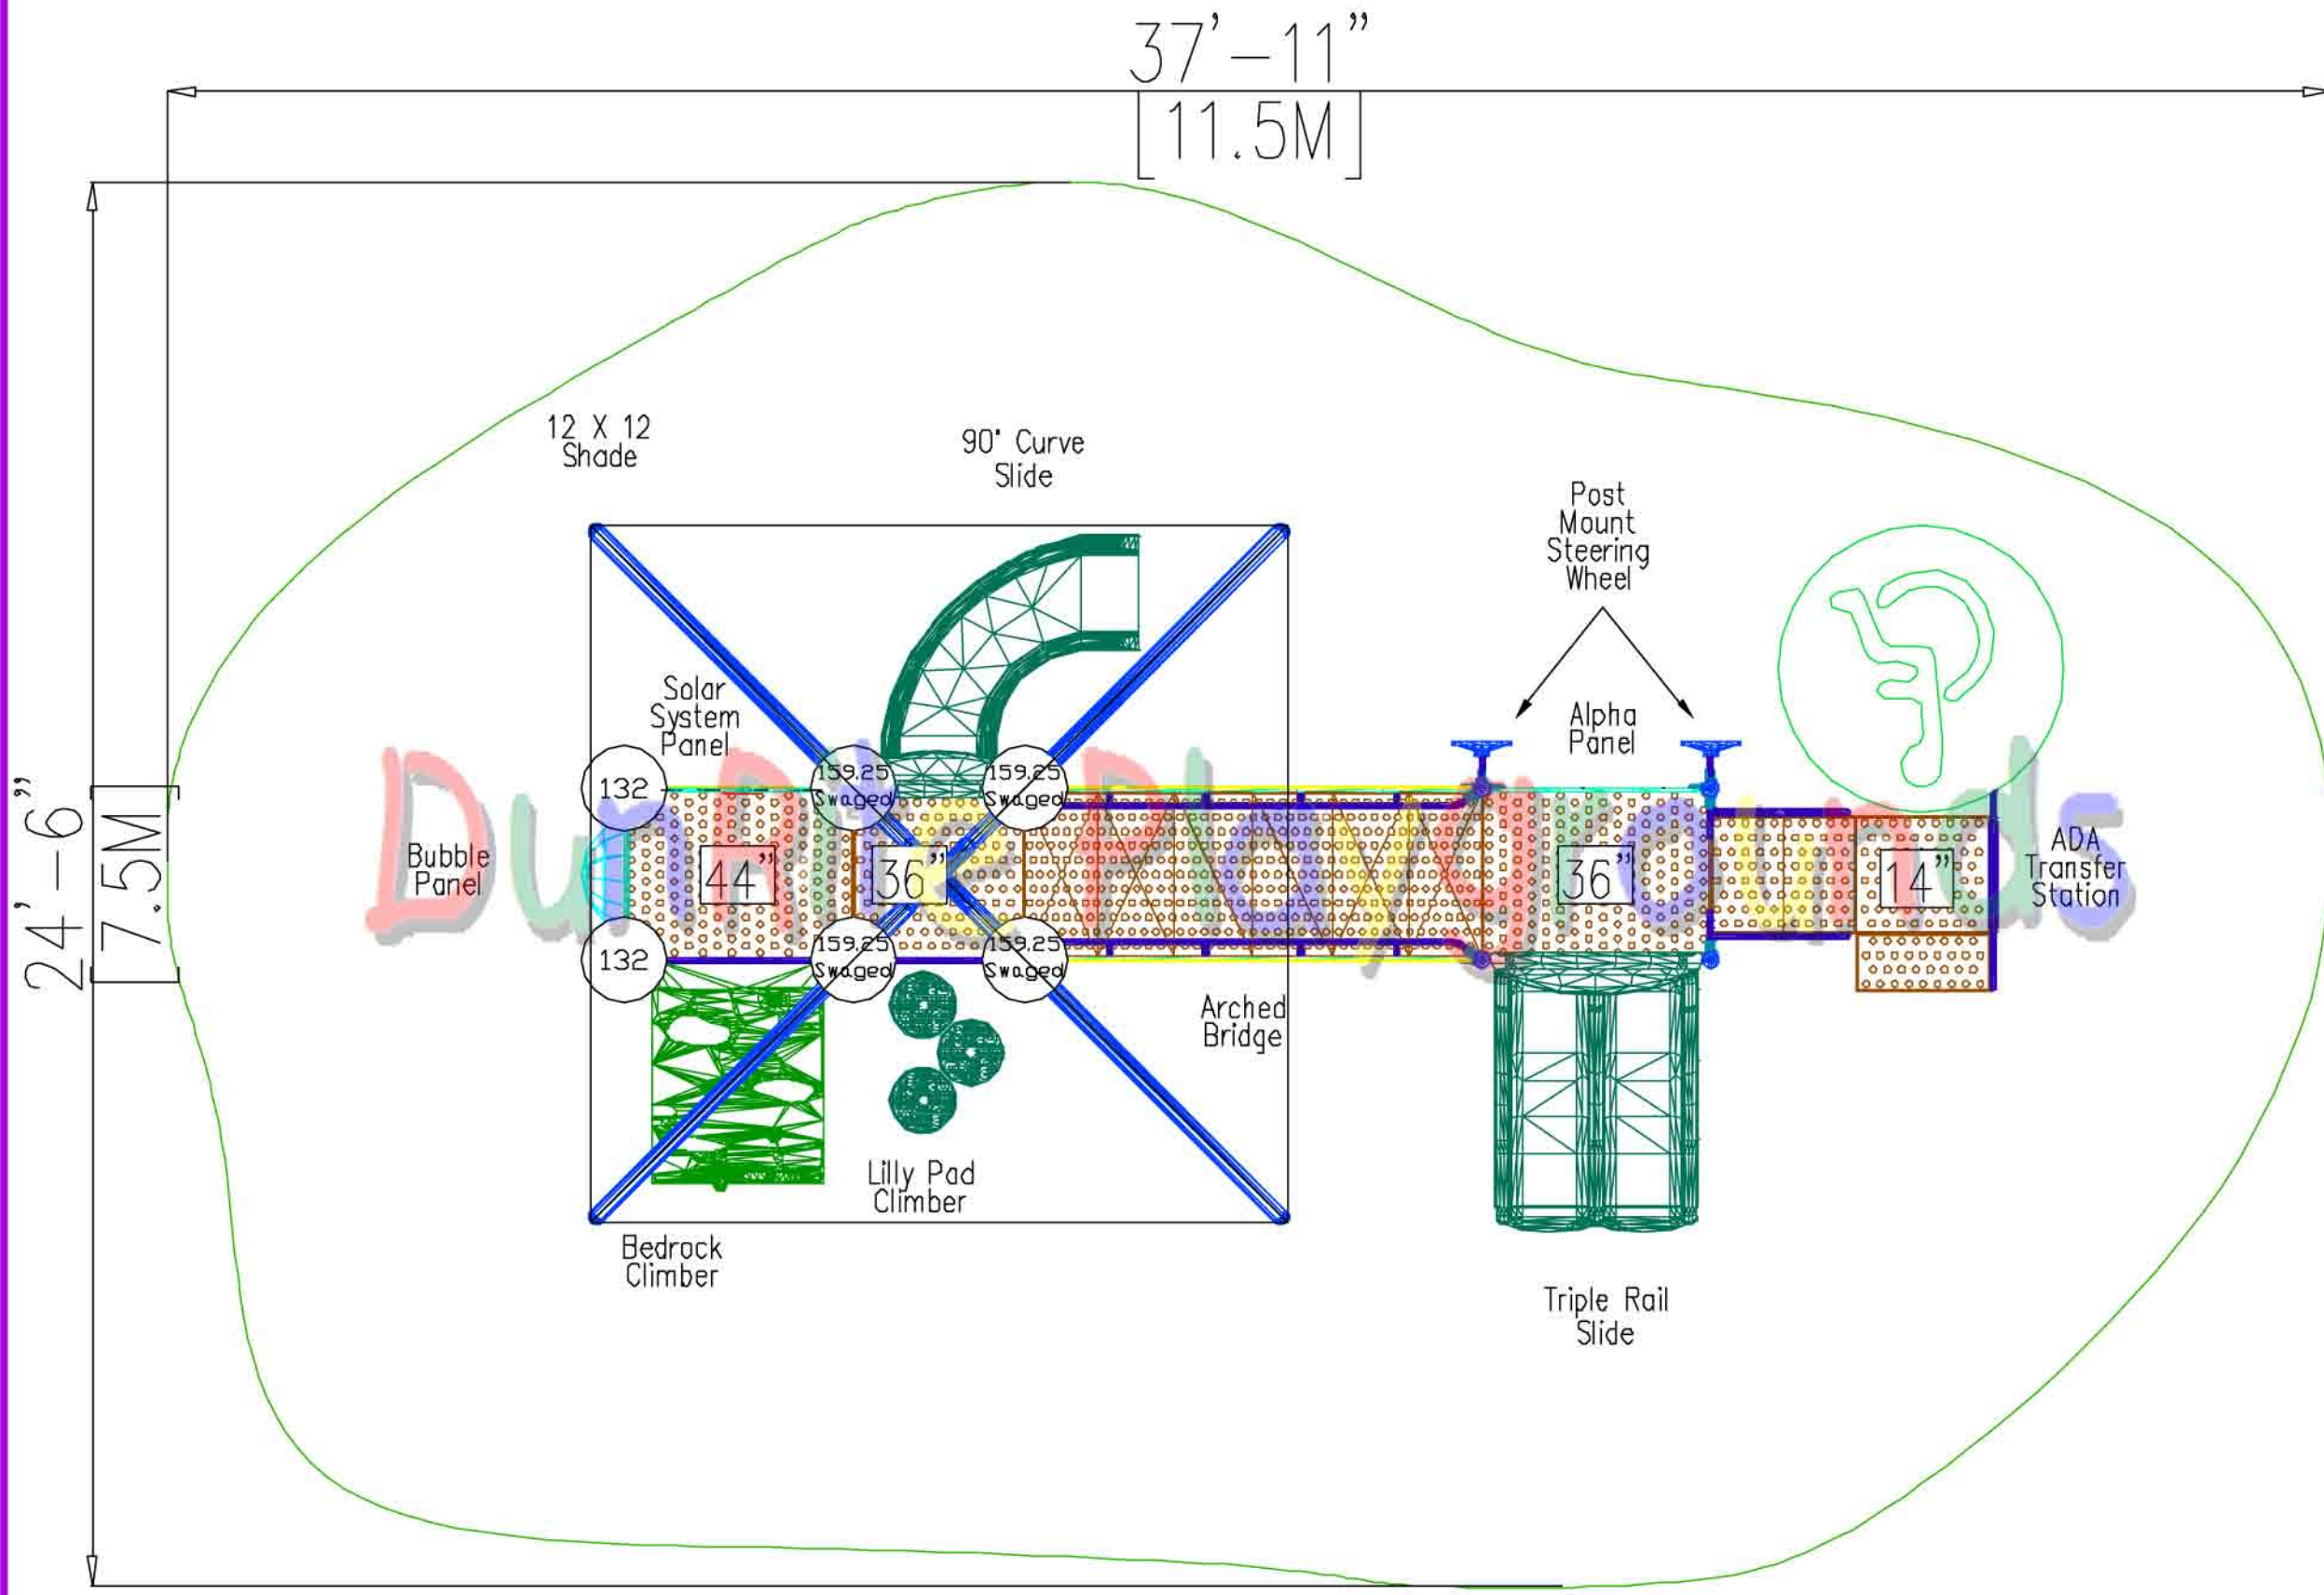 37'-11"
[11.5M]
24'-6"
[7.5M]
12 X 12
Shade
90° Curve
Slide
Post
Mount
Steering
Wheel
Solar
System
Panel
Alpha
Panel
132
159.25
Swaged
159.25
Swaged
Bubble
Panel
44"
36"
36"
14"
ADA
Transfer
Station
DunRite Playgrounds
132
159.25
Swaged
159.25
Swaged
Arched
Bridge
Lilly Pad
Climber
Bedrock
Climber
Triple Rail
Slide